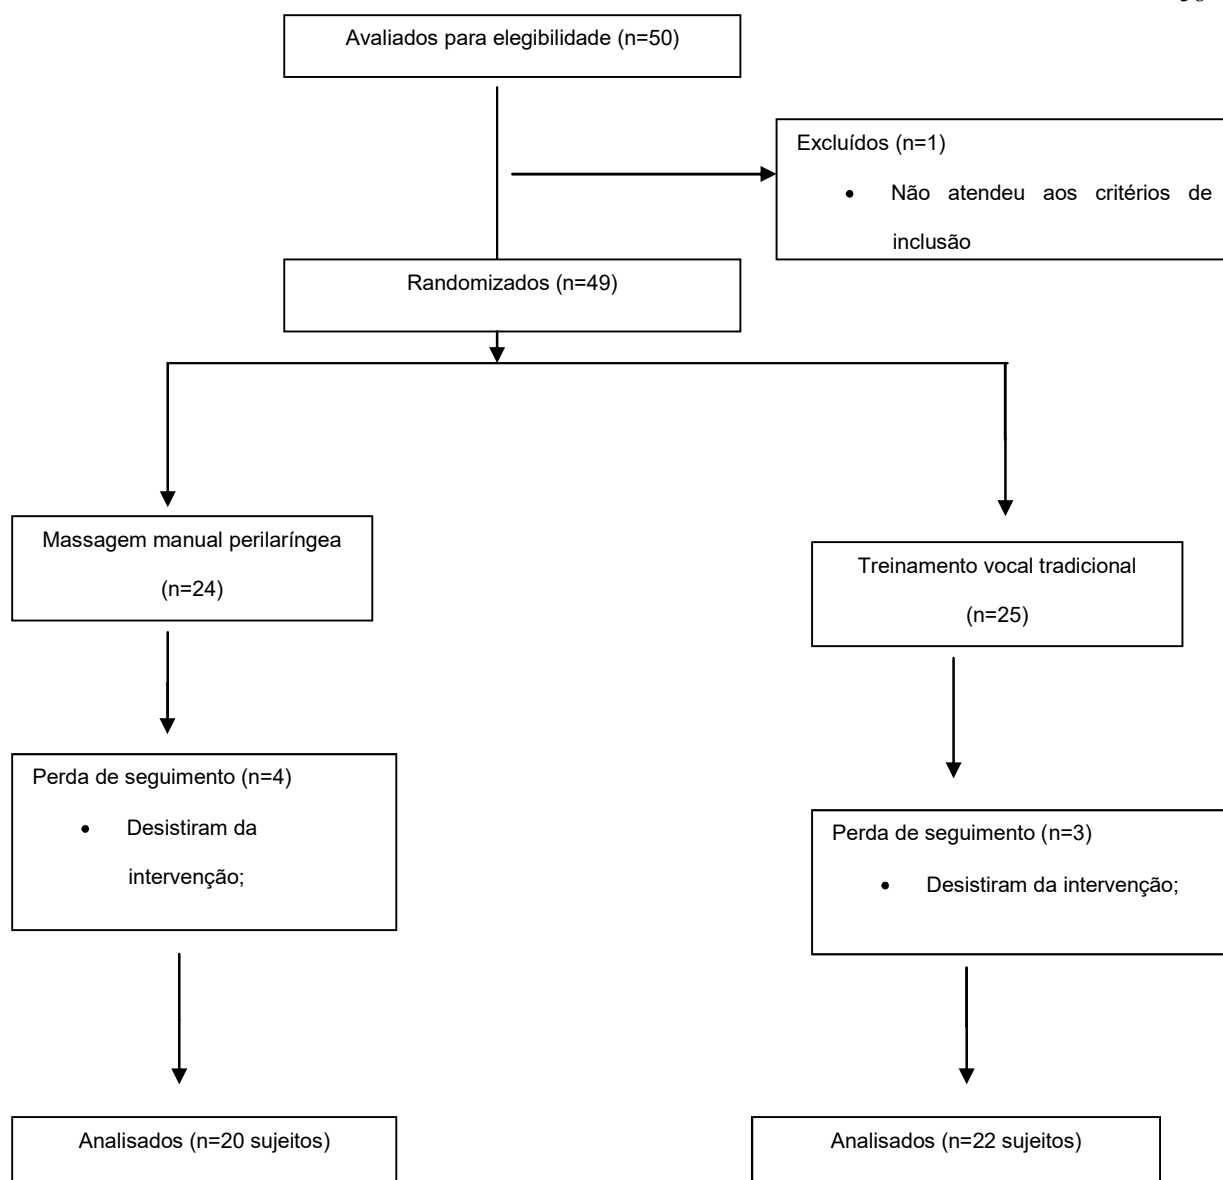 Avaliados para elegibilidade (n=50)
Excluídos (n=1)
• Não atendeu aos critérios de
inclusão
Randomizados (n=49)
Massagem manual perilaríngea
(n=24)
Treinamento vocal tradicional
(n=25)
Perda de seguimento (n=4)
• Desistiram da
intervenção;
Perda de seguimento (n=3)
• Desistiram da intervenção;
Analisados (n=20 sujeitos)
Analisados (n=22 sujeitos)